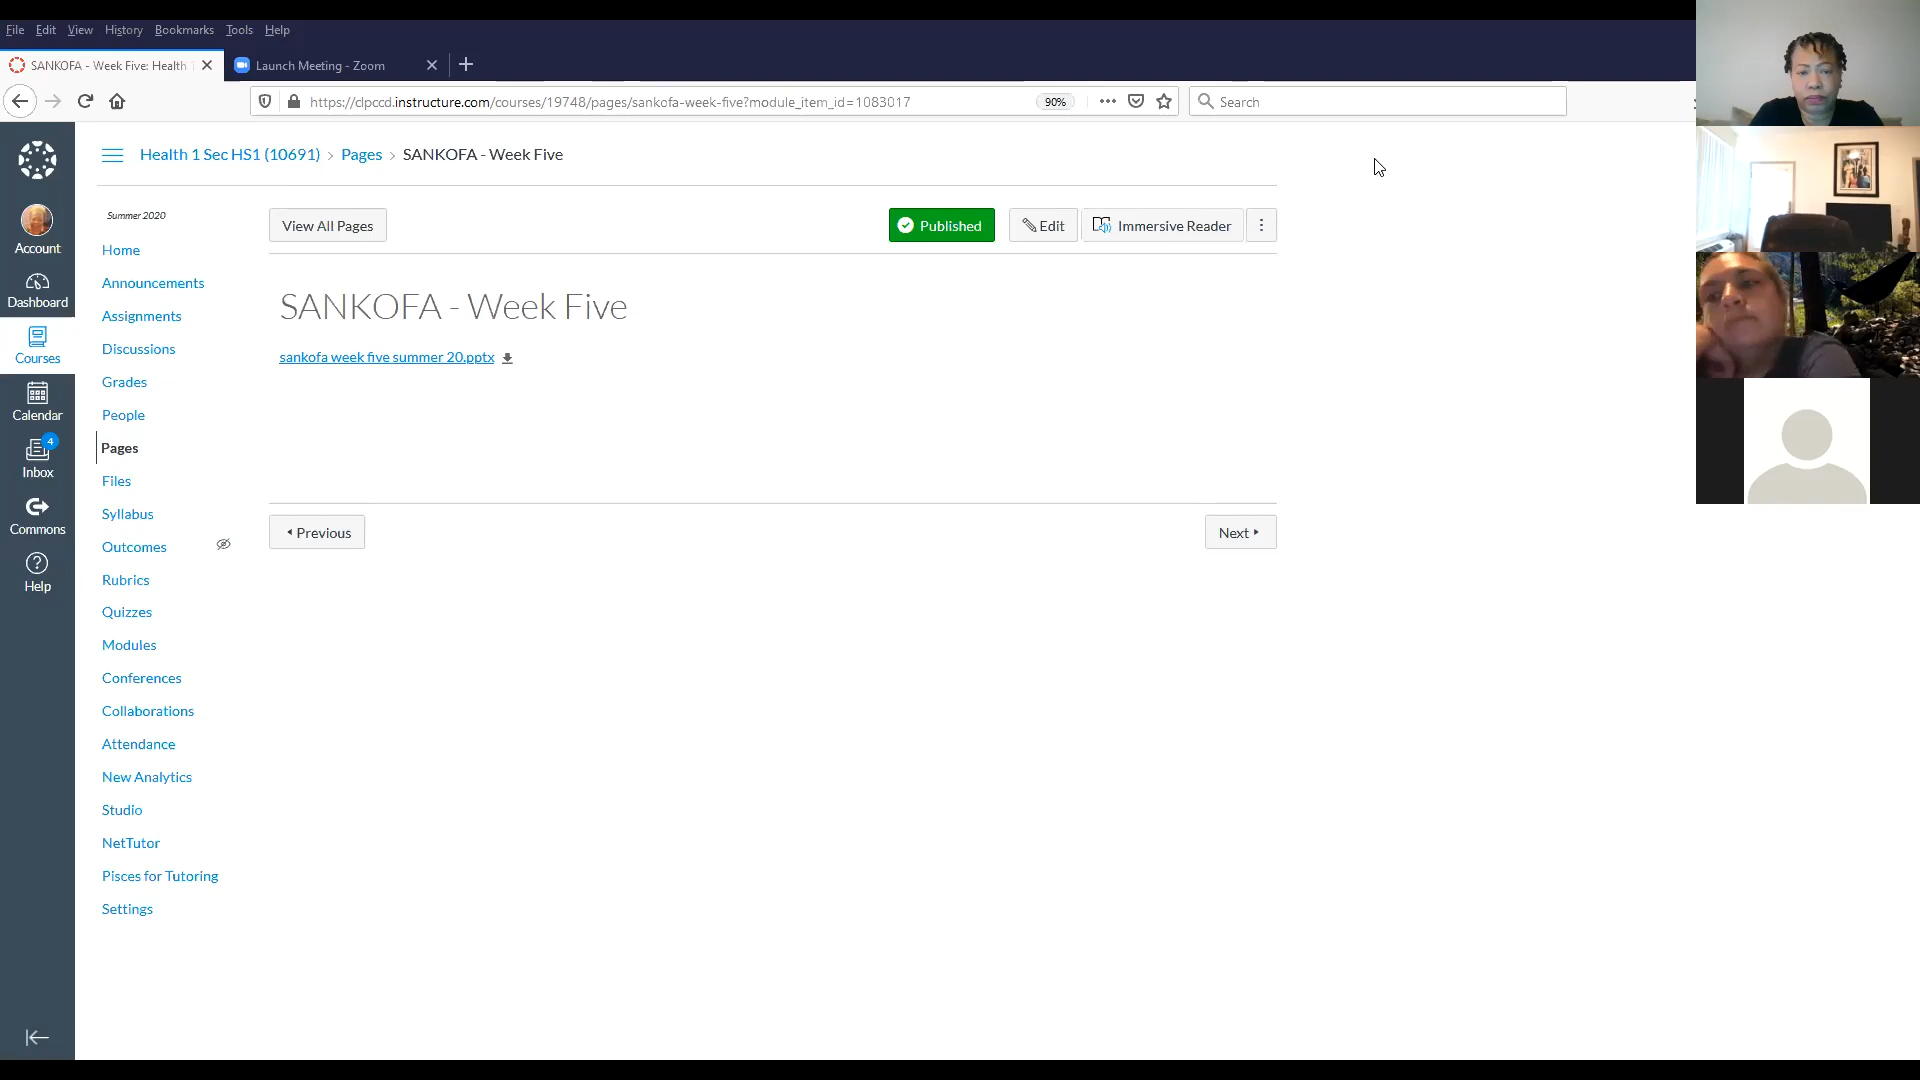 File Edit View History Bookmarks Tools Help
SANKOFA - Week Five: Health 1
Launch Meeting - Zoom
https://clpccd.instructure.com/courses/19748/pages/sankofa-week-five?module_item_id=1083017
90%
Search
Health 1 Sec HS1 (10691) › Pages › SANKOFA - Week Five
Account
Dashboard
Courses
Calendar
4
Inbox
Commons
Help
Summer 2020
Home
Announcements
Assignments
Discussions
Grades
People
Pages
Files
Syllabus
Outcomes
Rubrics
Quizzes
Modules
Conferences
Collaborations
Attendance
New Analytics
Studio
NetTutor
Pisces for Tutoring
Settings
View All Pages
Published
Edit
Immersive Reader
SANKOFA - Week Five
sankofa week five summer 20.pptx
Previous
Next